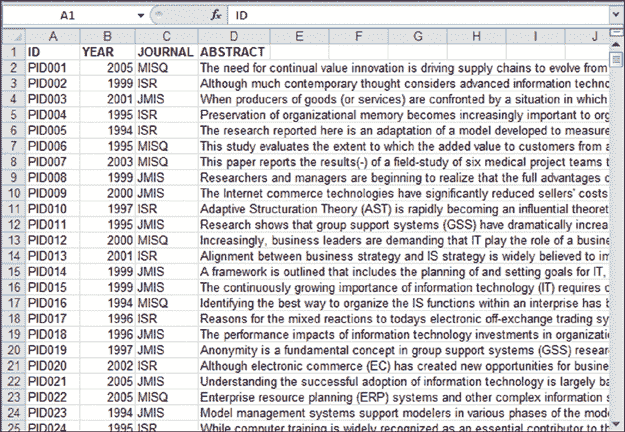 A1 fx ID
A B C D E F G H I J
1 ID YEAR JOURNAL ABSTRACT
2 PID001 2005 MISQ The need for continual value innovation is driving supply chains to evolve from
3 PID002 1999 ISR Although much contemporary thought considers advanced information techno
4 PID003 2001 JMIS When producers of goods (or services) are confronted by a situation in which
5 PID004 1995 ISR Preservation of organizational memory becomes increasingly important to org
6 PID005 1994 ISR The research reported here is an adaptation of a model developed to measure
7 PID006 1995 MISQ This study evaluates the extent to which the added value to customers from a
8 PID007 2003 MISQ This paper reports the results(-) of a field-study of six medical project teams t
9 PID008 1999 JMIS Researchers and managers are beginning to realize that the full advantages o
10 PID009 2000 JMIS The Internet commerce technologies have significantly reduced sellers' costs
11 PID010 1997 ISR Adaptive Structuration Theory (AST) is rapidly becoming an influential theoret
12 PID011 1995 JMIS Research shows that group support systems (GSS) have dramatically increa
13 PID012 2000 MISQ Increasingly, business leaders are demanding that IT play the role of a busine
14 PID013 2001 ISR Alignment between business strategy and IS strategy is widely believed to im
15 PID014 1999 JMIS A framework is outlined that includes the planning of and setting goals for IT,
16 PID015 1999 JMIS The continuously growing importance of information technology (IT) requires o
17 PID016 1994 MISQ Identifying the best way to organize the IS functions within an enterprise has b
18 PID017 1996 ISR Reasons for the mixed reactions to todays electronic off-exchange trading sy
19 PID018 1996 JMIS The performance impacts of information technology investments in organizatio
20 PID019 1997 JMIS Anonymity is a fundamental concept in group support systems (GSS) resear
21 PID020 2002 ISR Although electronic commerce (EC) has created new opportunities for busine
22 PID021 2005 JMIS Understanding the successful adoption of information technology is largely ba
23 PID022 2005 MISQ Enterprise resource planning (ERP) systems and other complex information s
24 PID023 1994 JMIS Model management systems support modelers in various phases of the mode
25 PID024 1995 ISR While computer training is widely recognized as an essential contributor to the